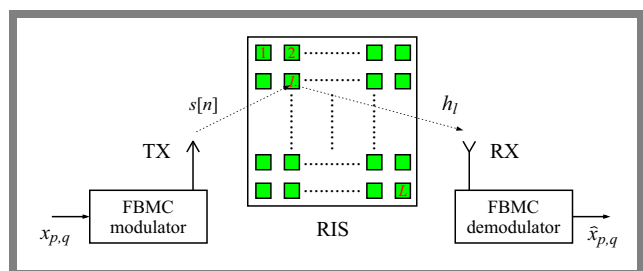 1 2
l
s[n]
h_l
TX
RX
L
FBMC
modulator
FBMC
demodulator
RIS
x_{p,q}
x̂_{p,q}